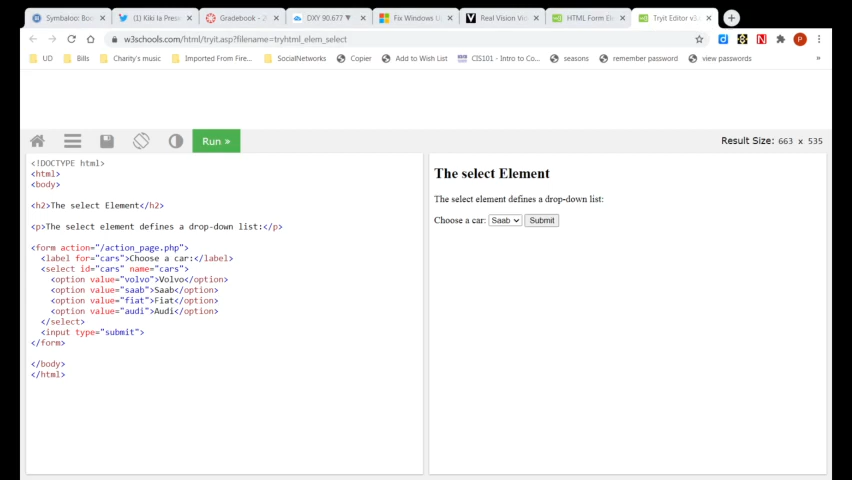 Symbaloo: Boo
(1) Kiki la Prese
Gradebook - 2
DXY 90.677 ▼
Fix Windows Up
Real Vision Vid
HTML Form Ele
Tryit Editor v3.
w3schools.com/html/tryit.asp?filename=tryhtml_elem_select
UD
Bills
Charity's music
Imported From Fire...
SocialNetworks
Copier
Add to Wish List
CIS101 - Intro to Co...
seasons
remember password
view passwords
»
Run »
Result Size: 663 x 535
<!DOCTYPE html>
<html>
<body>
<h2>The select Element</h2>
<p>The select element defines a drop-down list:</p>
<form action="/action_page.php">
<label for="cars">Choose a car:</label>
<select id="cars" name="cars">
<option value="volvo">Volvo</option>
<option value="saab">Saab</option>
<option value="fiat">Fiat</option>
<option value="audi">Audi</option>
</select>
<input type="submit">
</form>
</body>
</html>
The select Element
The select element defines a drop-down list:
Choose a car: Saab Submit